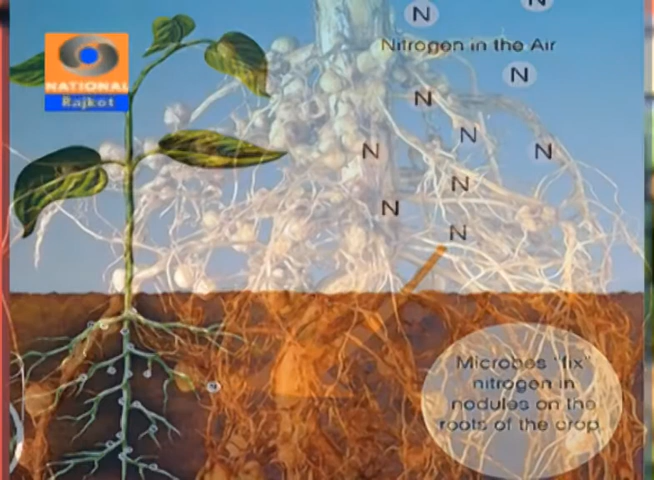 N
N
NATIONAL
Rajkot
Nitrogen in the Air
N
N
N
N
N
N
N
N
Microbes "fix"
nitrogen in
nodules on the
roots of the crop
N